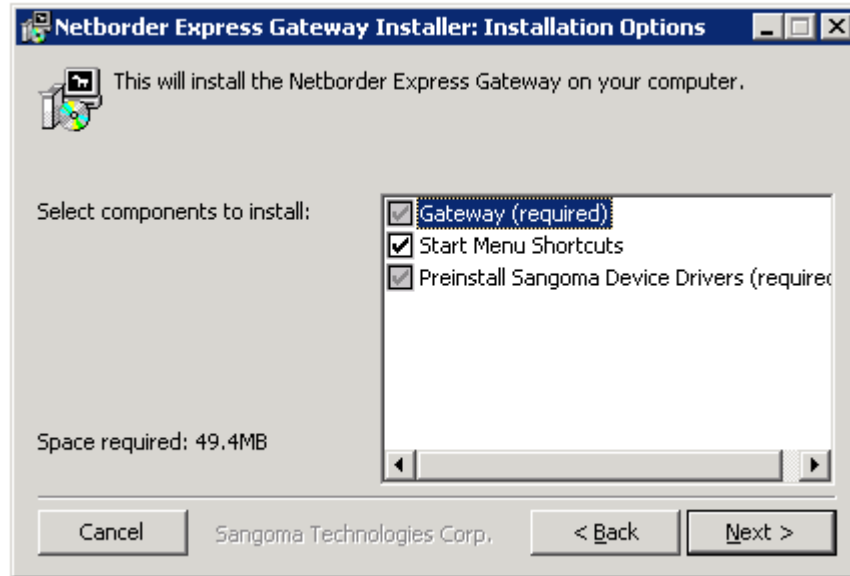 Netborder Express Gateway Installer: Installation Options
This will install the Netborder Express Gateway on your computer.
Select components to install:
Gateway (required)
Start Menu Shortcuts
Preinstall Sangoma Device Drivers (required
Space required: 49.4MB
Cancel
Sangoma Technologies Corp.
< Back
Next >